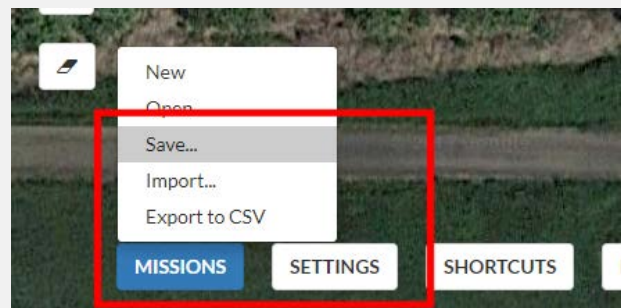 New
Open
Save...
Import...
Export to CSV
MISSIONS SETTINGS SHORTCUTS